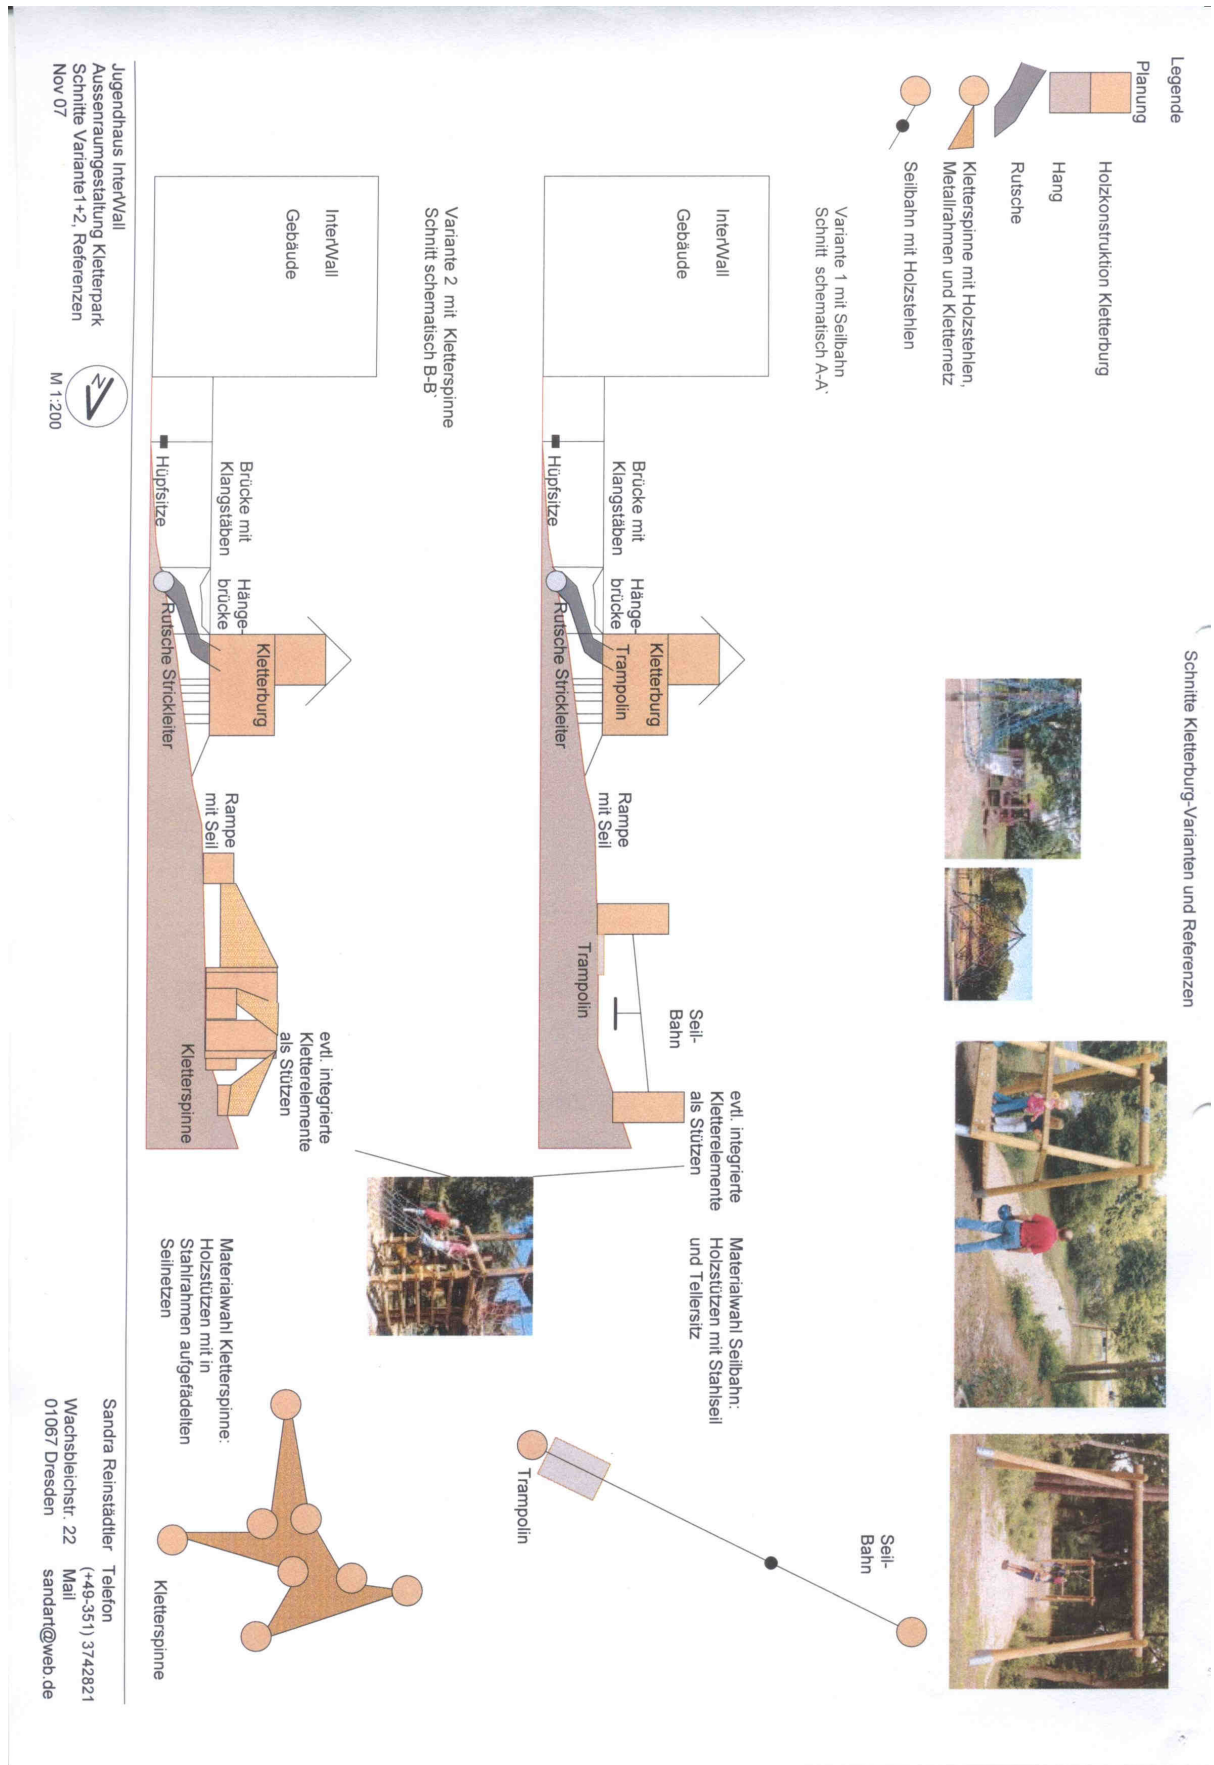 Schnitte Kletterburg-Varianten und Referenzen
Legende
Planung
Holzkonstruktion Kletterburg
Hang
Rutsche
Kletterspinne mit Holzstehlen,
Metallrahmen und Kletternetz
Seilbahn mit Holzstehlen
Variante 1 mit Seilbahn
Schnitt schematisch A-A`
InterWall
Gebäude
Brücke mit
Klangstäben
Hüpfsitze
Hänge-
brücke
Kletterburg
Trampolin
Rutsche Strickleiter
Rampe
mit Seil
Trampolin
Seil-
Bahn
evtl. integrierte
Kletterelemente
als Stützen
Materialwahl Seilbahn:
Holzstützen mit Stahlseil
und Tellersitz
Seil-
Bahn
Trampolin
Variante 2 mit Kletterspinne
Schnitt schematisch B-B`
InterWall
Gebäude
Brücke mit
Klangstäben
Hüpfsitze
Hänge-
brücke
Kletterburg
Rutsche Strickleiter
Rampe
mit Seil
evtl. integrierte
Kletterelemente
als Stützen
Kletterspinne
Materialwahl Kletterspinne:
Holzstützen mit in
Stahlrahmen aufgefädelten
Seilnetzen
Kletterspinne
Jugendhaus InterWall
Aussenraumgestaltung Kletterpark
Schnitte Variante1+2, Referenzen
Nov 07
N
M 1:200
Sandra Reinstädtler
Wachsbleichstr. 22
01067 Dresden
Telefon
(+49-351) 3742821
Mail
sandart@web.de